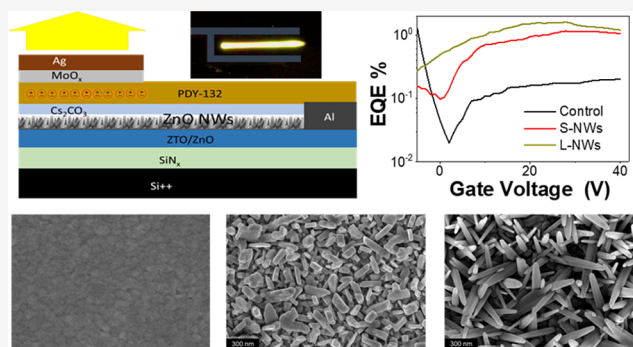 Ag
MoOₓ
PDY-132
Cs₂CO₃
ZnO NWs
Al
ZTO/ZnO
SiNₓ
Si++
EQE %
10⁰
10⁻¹
10⁻²
Control
S-NWs
L-NWs
0
20
40
Gate Voltage (V)
300 nm
300 nm